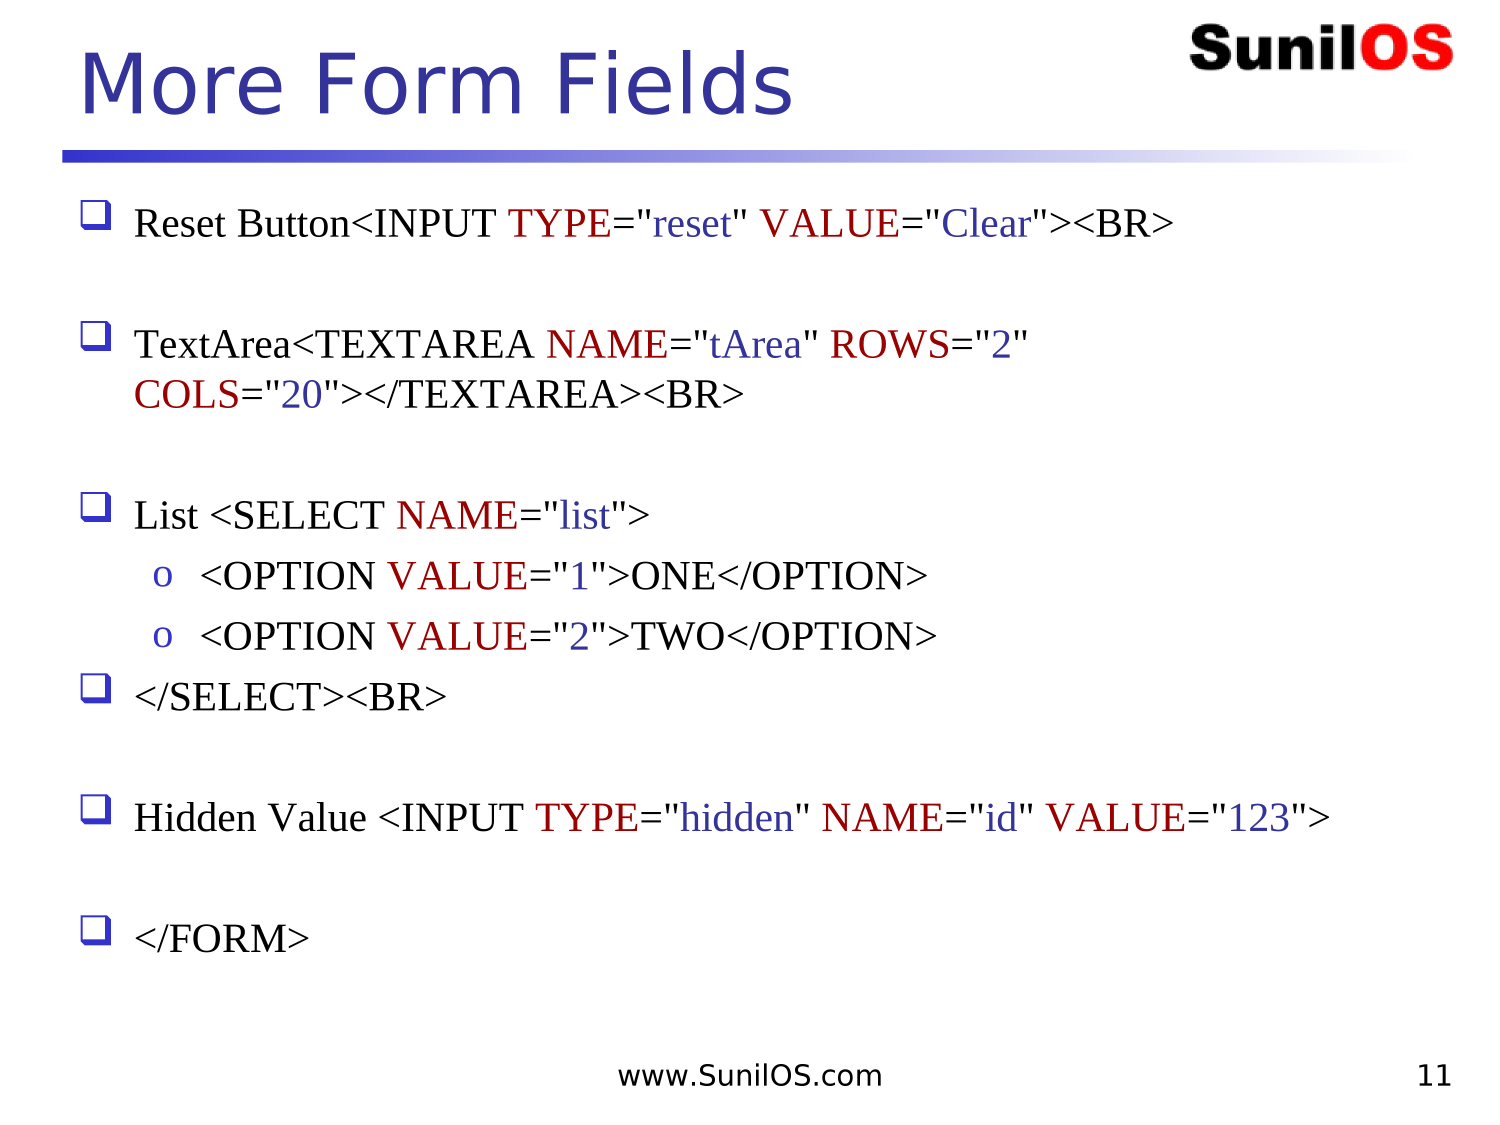 More Form Fields
SunilOS
Reset Button<INPUT TYPE="reset" VALUE="Clear"><BR>
TextArea<TEXTAREA NAME="tArea" ROWS="2"
COLS="20"></TEXTAREA><BR>
List <SELECT NAME="list">
o <OPTION VALUE="1">ONE</OPTION>
o <OPTION VALUE="2">TWO</OPTION>
</SELECT><BR>
Hidden Value <INPUT TYPE="hidden" NAME="id" VALUE="123">
</FORM>
www.SunilOS.com
11